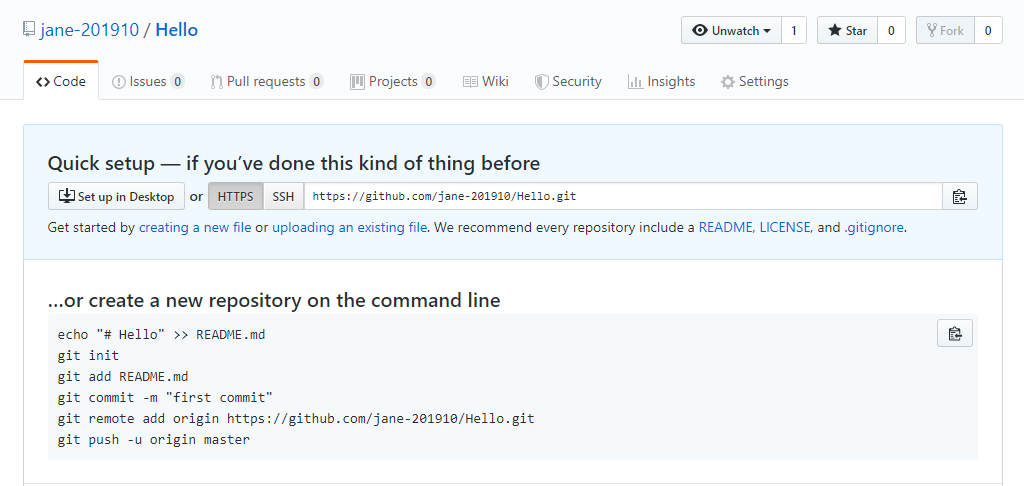 jane-201910 / Hello
Unwatch 1 Star 0 Fork 0
Code Issues 0 Pull requests 0 Projects 0 Wiki Security Insights Settings
Quick setup — if you’ve done this kind of thing before
Set up in Desktop or HTTPS SSH https://github.com/jane-201910/Hello.git
Get started by creating a new file or uploading an existing file. We recommend every repository include a README, LICENSE, and .gitignore.
…or create a new repository on the command line
echo "# Hello" >> README.md
git init
git add README.md
git commit -m "first commit"
git remote add origin https://github.com/jane-201910/Hello.git
git push -u origin master